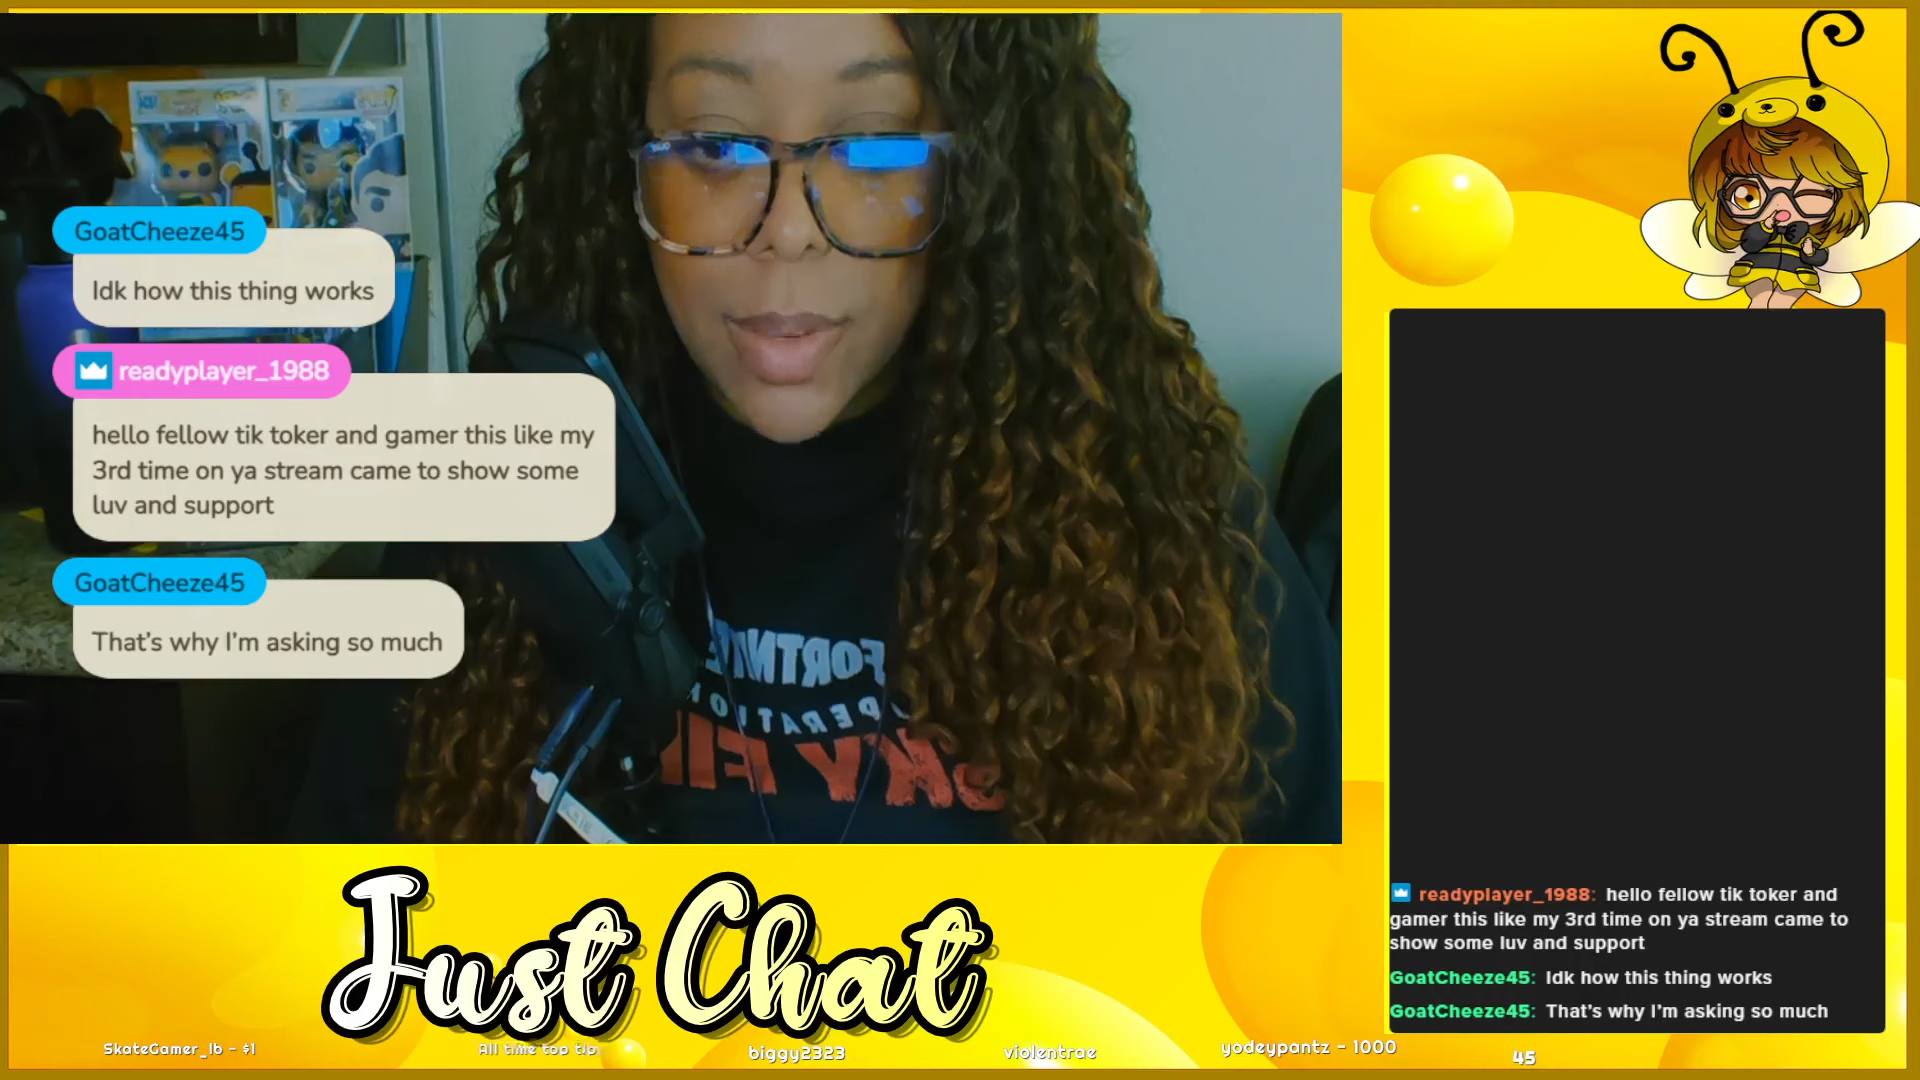 GoatCheeze45
Idk how this thing works
readyplayer_1988
hello fellow tik toker and gamer this like my
3rd time on ya stream came to show some
luv and support
GoatCheeze45
That's why I'm asking so much
FORTNITE
OPERATION
SKY FI
Just Chat
readyplayer_1988: hello fellow tik toker and
gamer this like my 3rd time on ya stream came to
show some luv and support
GoatCheeze45: Idk how this thing works
GoatCheeze45: That's why I'm asking so much
SkateGamer_lb - $1
All time top tip
biggy2323
violentrae
yodeypantz - 1000
45